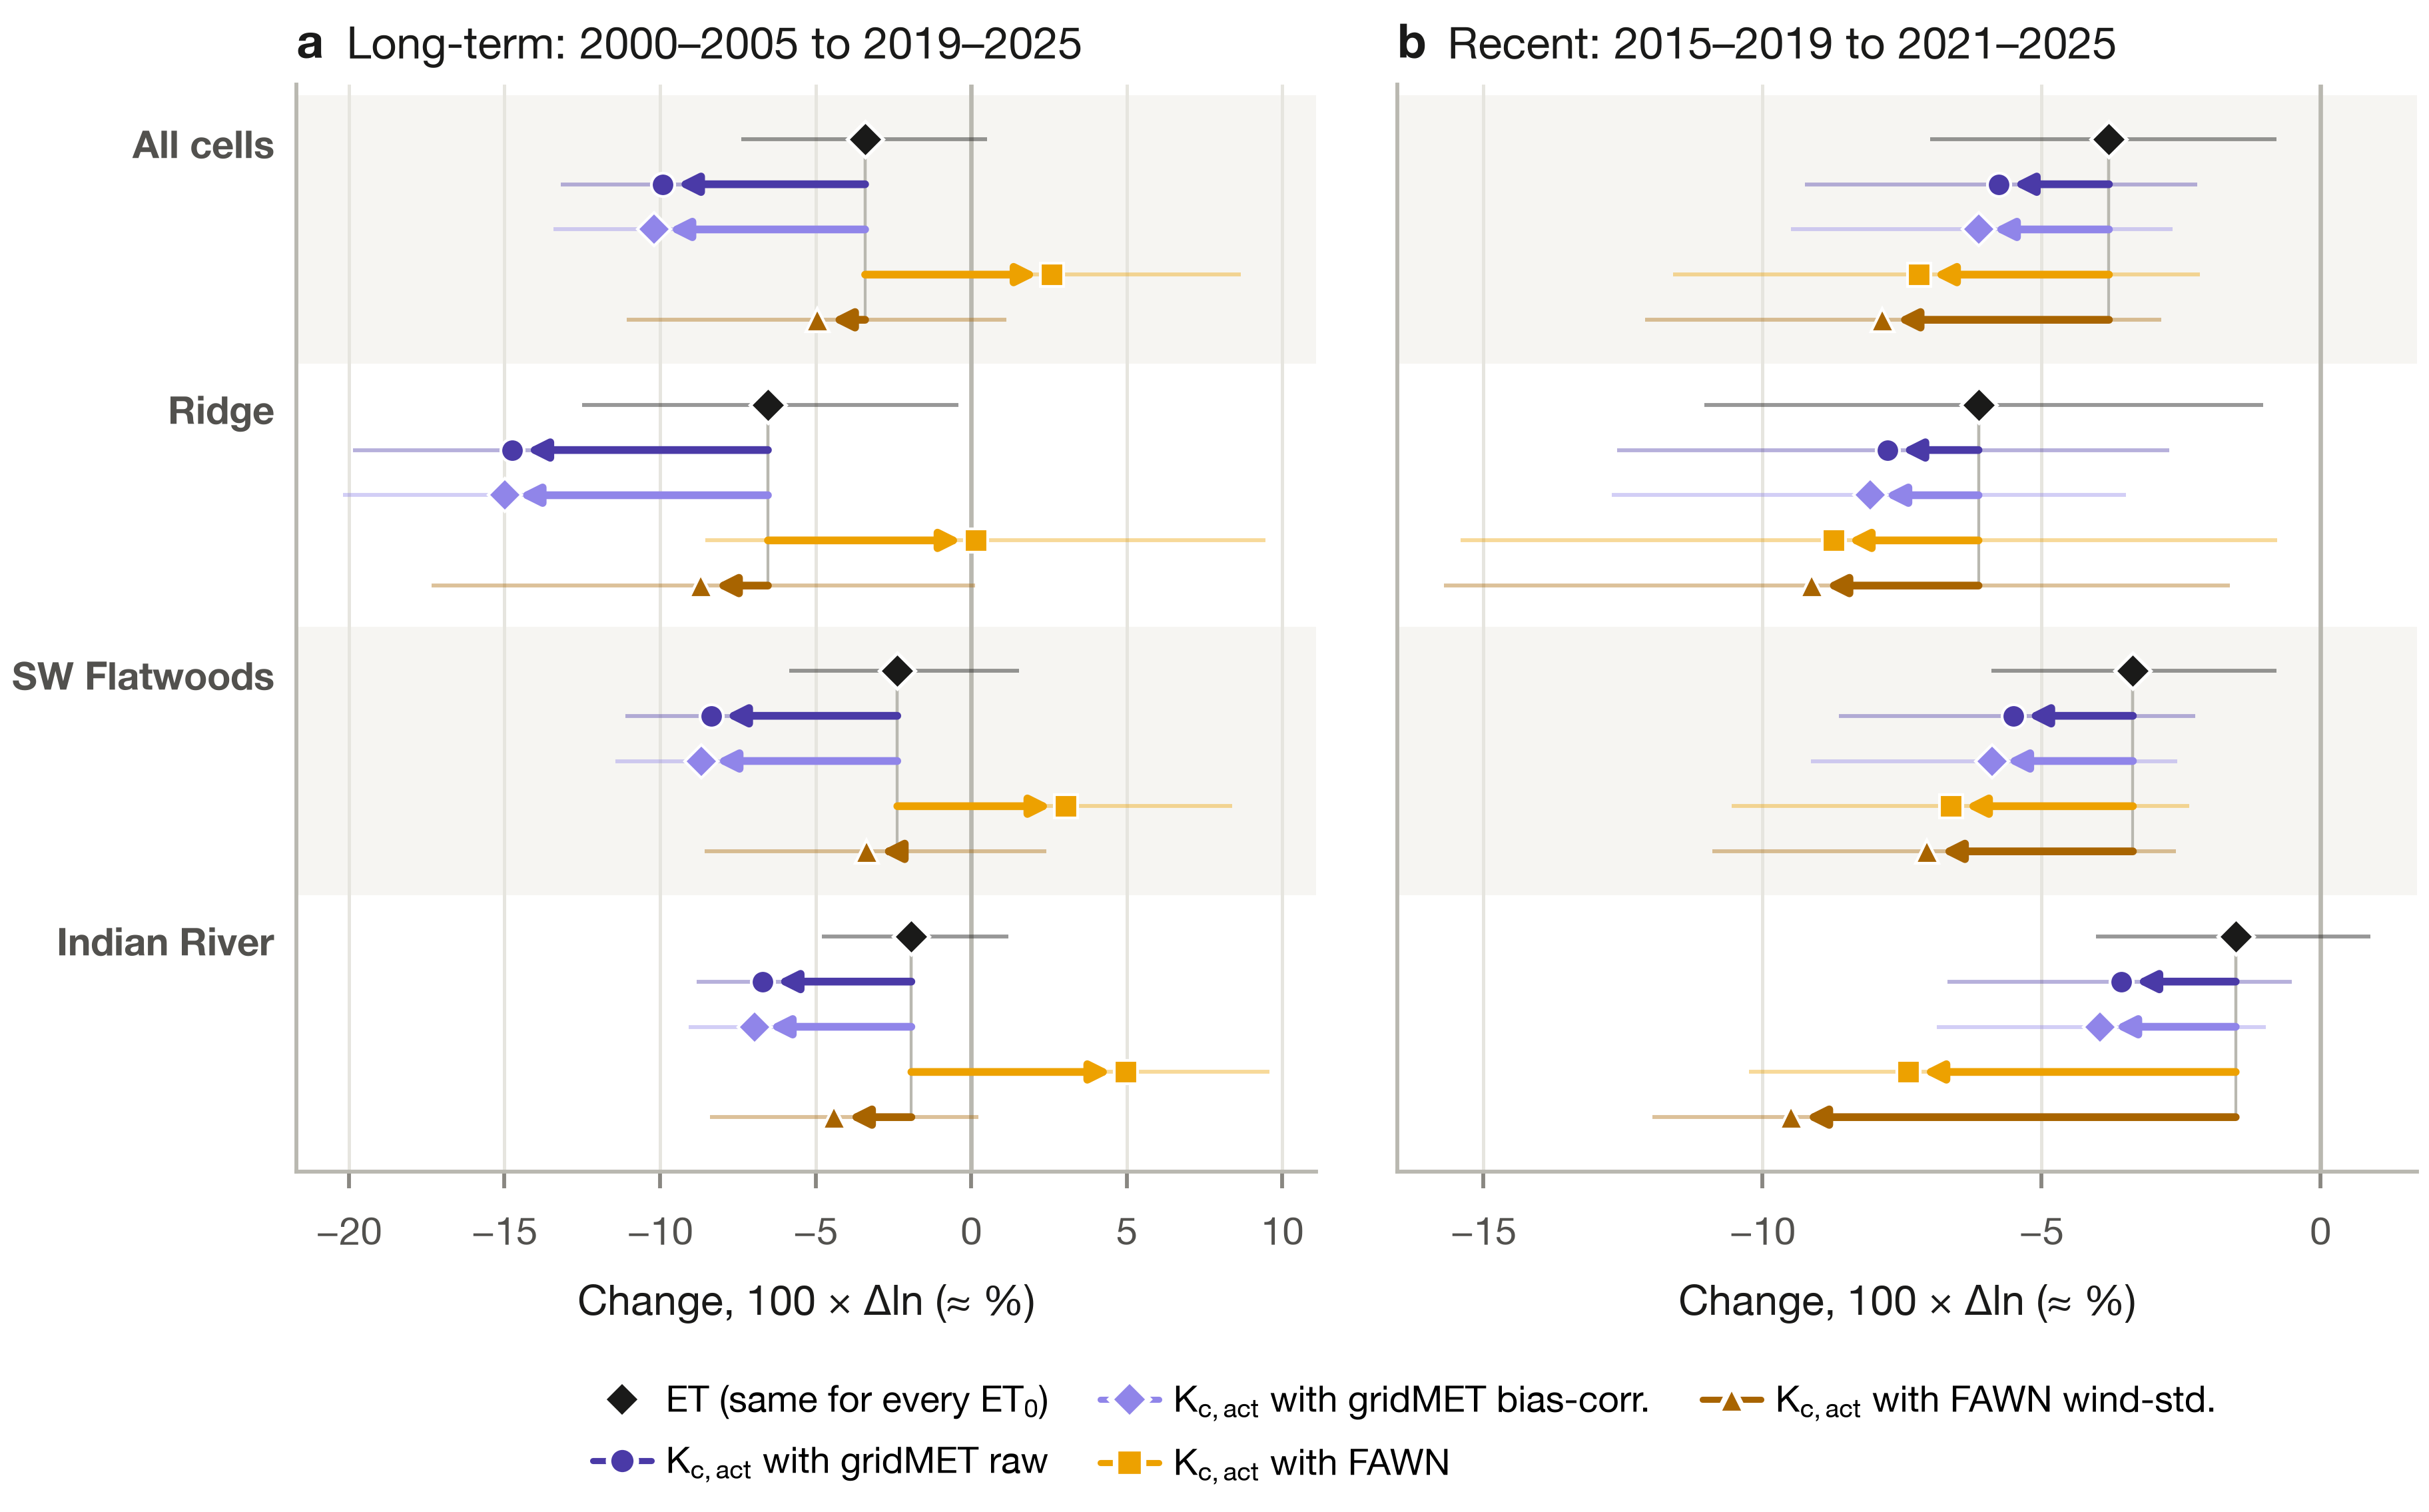 a Long-term: 2000–2005 to 2019–2025
b Recent: 2015–2019 to 2021–2025
All cells
Ridge
SW Flatwoods
Indian River
−20 −15 −10 −5 0 5 10
−15 −10 −5 0
Change, 100 × Δln (≈ %)
Change, 100 × Δln (≈ %)
ET (same for every ET0)
Kc, act with gridMET raw
Kc, act with gridMET bias-corr.
Kc, act with FAWN
Kc, act with FAWN wind-std.